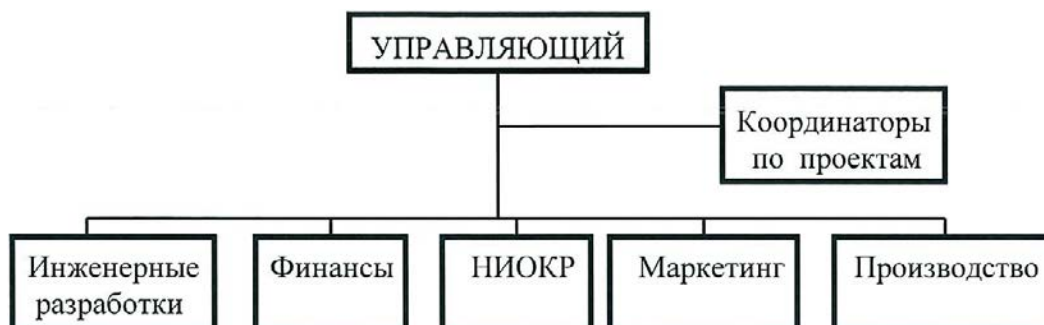 УПРАВЛЯЮЩИЙ
Координаторы
по проектам
Инженерные
разработки
Финансы
НИОКР
Маркетинг
Производство